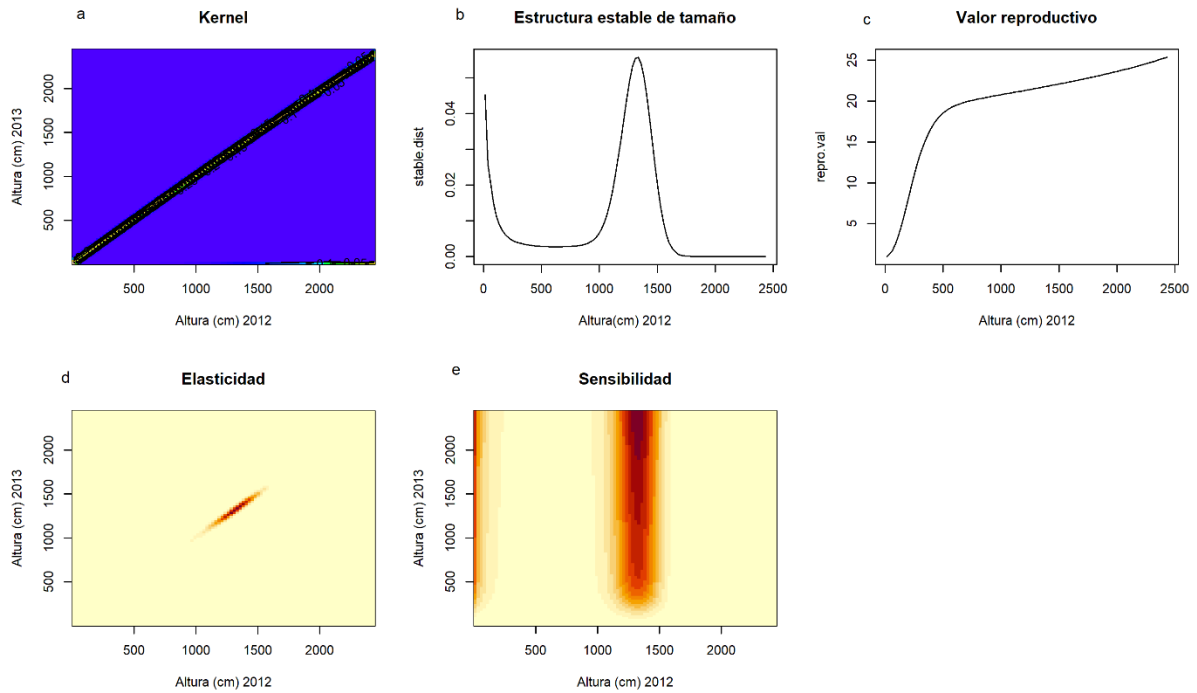 a
Kernel
Altura (cm) 2013
2000
1500
1000
500
500
1000
1500
2000
Altura (cm) 2012
b
Estructura estable de tamaño
stable.dist
0.04
0.02
0.00
0
500
1000
1500
2000
2500
Altura(cm) 2012
c
Valor reproductivo
repro.val
25
20
15
10
5
0
500
1000
1500
2000
2500
Altura (cm) 2012
d
Elasticidad
Altura (cm) 2013
2000
1500
1000
500
500
1000
1500
2000
Altura (cm) 2012
e
Sensibilidad
Altura (cm) 2013
2000
1500
1000
500
500
1000
1500
2000
Altura (cm) 2012